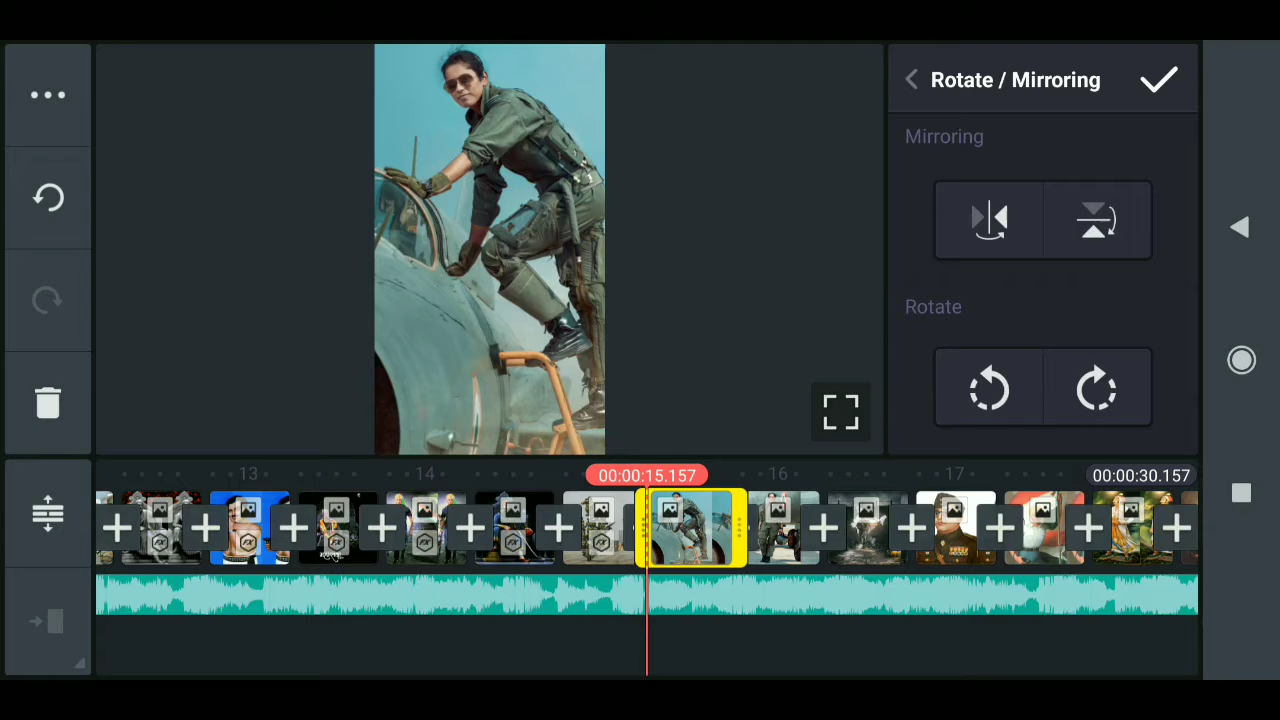 Rotate / Mirroring
Mirroring
Rotate
13
14
00:00:15.157
16
17
00:00:30.157